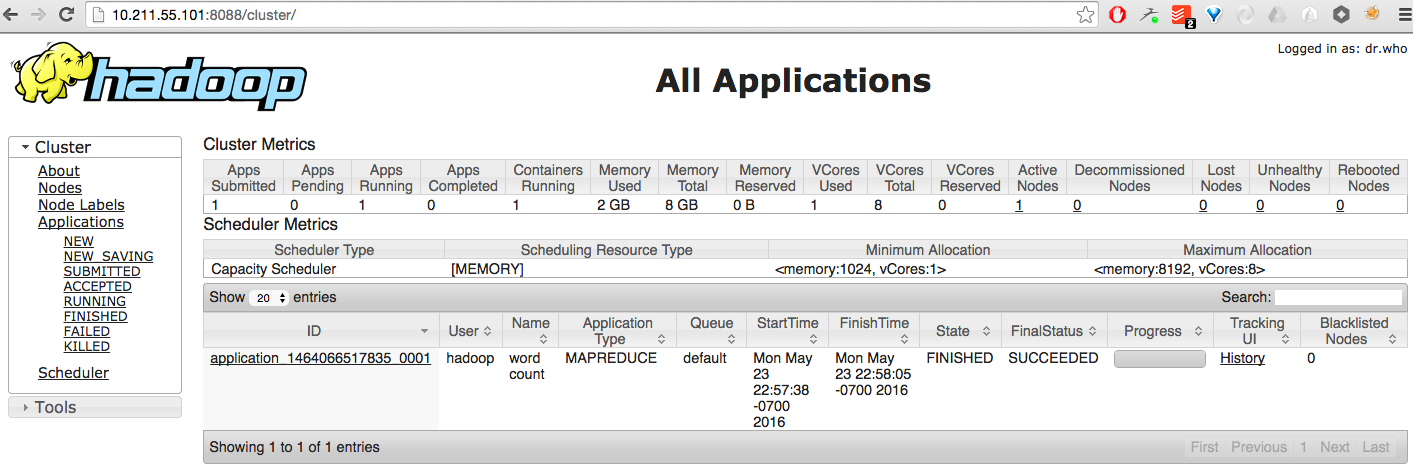 10.211.55.101:8088/cluster/
2
Logged in as: dr.who
hadoop
All Applications
Cluster
About
Nodes
Node Labels
Applications
NEW
NEW_SAVING
SUBMITTED
ACCEPTED
RUNNING
FINISHED
FAILED
KILLED
Scheduler
Tools
Cluster Metrics
Apps Submitted Apps Pending Apps Running Apps Completed Containers Running Memory Used Memory Total Memory Reserved VCores Used VCores Total VCores Reserved Active Nodes Decommissioned Nodes Lost Nodes Unhealthy Nodes Rebooted Nodes
1 0 1 0 1 2 GB 8 GB 0 B 1 8 0 1 0 0 0 0
Scheduler Metrics
Scheduler Type Scheduling Resource Type Minimum Allocation Maximum Allocation
Capacity Scheduler [MEMORY] <memory:1024, vCores:1> <memory:8192, vCores:8>
Show 20 entries Search:
ID User Name Application Type Queue StartTime FinishTime State FinalStatus Progress Tracking UI Blacklisted Nodes
application_1464066517835_0001 hadoop word count MAPREDUCE default Mon May 23 22:57:38 -0700 2016 Mon May 23 22:58:05 -0700 2016 FINISHED SUCCEEDED History 0
Showing 1 to 1 of 1 entries First Previous 1 Next Last